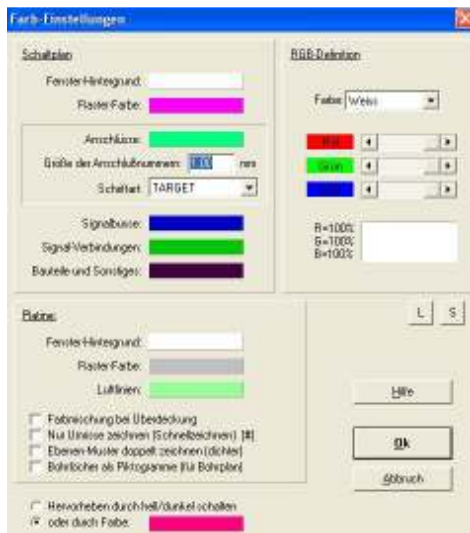 Farb-Einstellungen
Schaltplan
Fenster-Hintergrund:
Raster-Farbe:
Anschlüsse:
Größe der Anschlußnummern: 1.00 mm
Schriftart: TARGET
Signalbusse:
Signal-Verbindungen:
Bauteile und Sonstiges:
RGB-Definition
Farbe: Weiss
Rot
Grün
R=100%
G=100%
B=100%
Platine:
Fenster-Hintergrund:
Raster-Farbe:
Luftlinien:
Farbmischung bei Überdeckung
Nur Umrisse zeichnen (Schnellzeichnen) [#]
Ebenen-Muster doppelt zeichnen (dichter)
Bohrlöcher als Piktogramme (für Bohrplan)
Hervorheben durch hell/dunkel schalten
oder durch Farbe:
L S
Hilfe
Ok
Abbruch